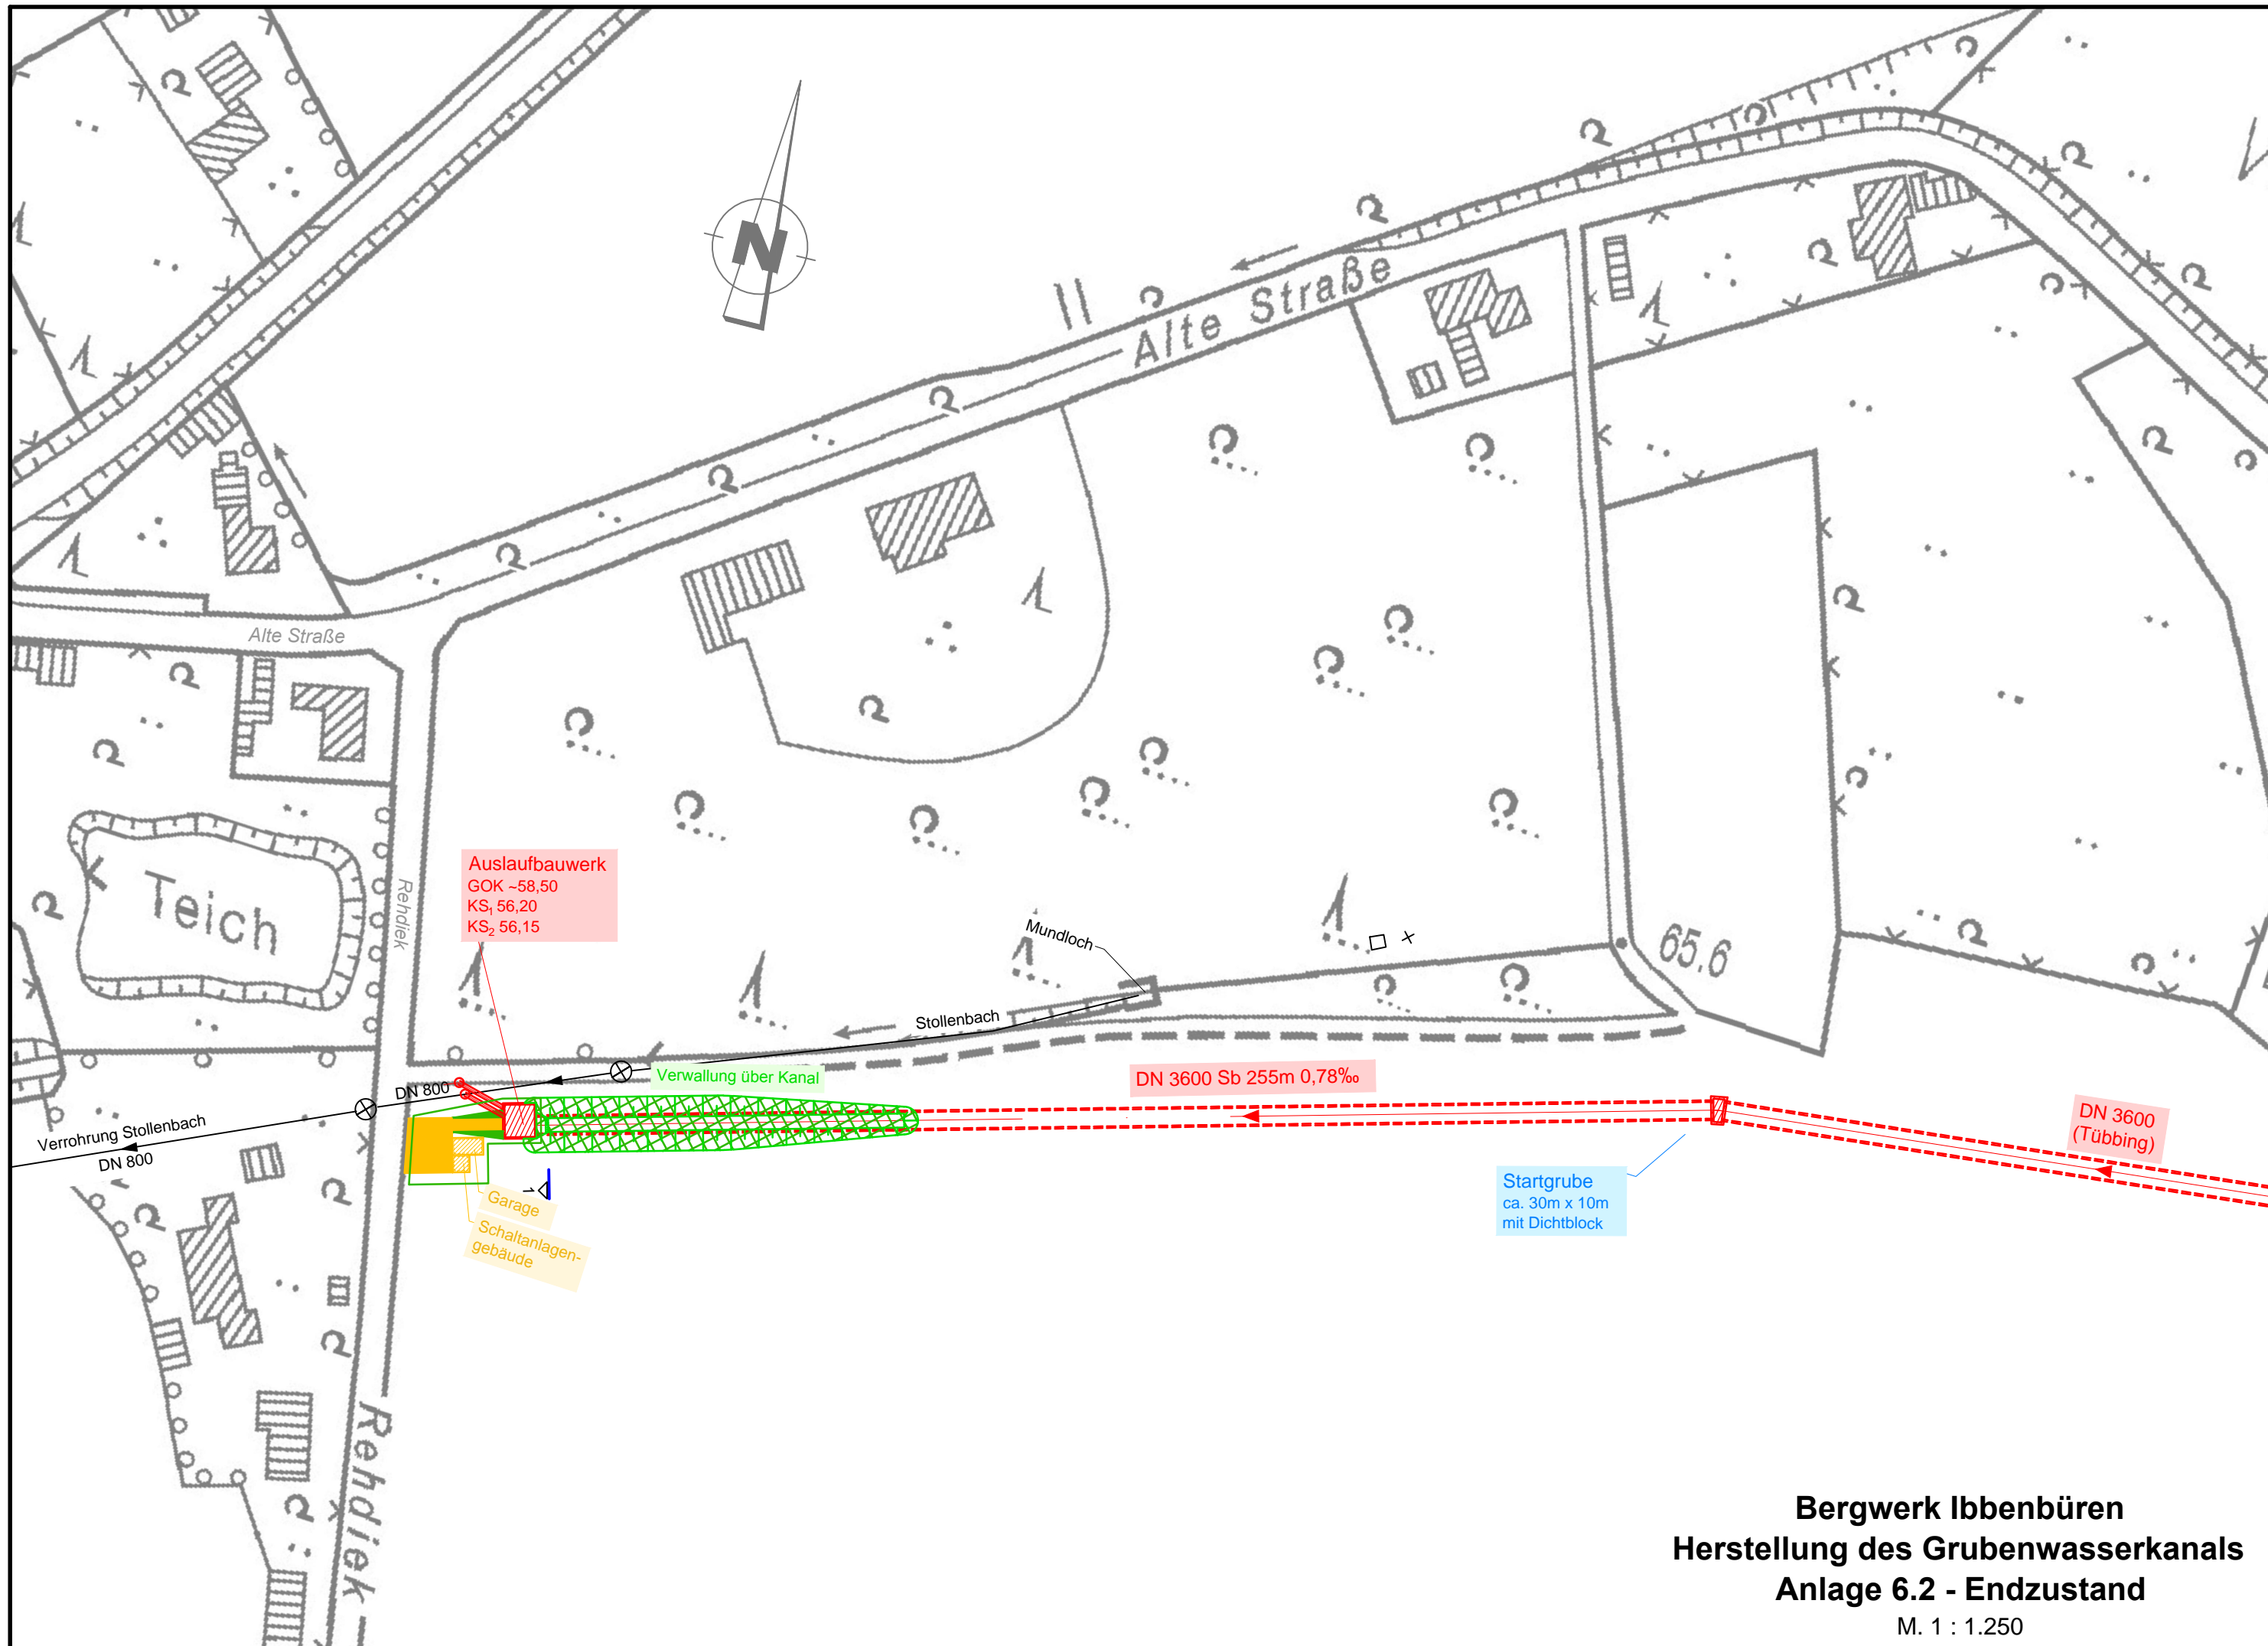 N
Alte Straße
Alte Straße
Teich
Rehdiek
Auslaufbauwerk
GOK ~58,50
KS₁ 56,20
KS₂ 56,15
Mundloch
65.6
Stollenbach
DN 800
Verwallung über Kanal
DN 3600 Sb 255m 0,78‰
DN 3600
(Tübbing)
Verrohrung Stollenbach
DN 800
Startgrube
ca. 30m x 10m
mit Dichtblock
1
Garage
Schaltanlagen-
gebäude
Rehdiek
Bergwerk Ibbenbüren
Herstellung des Grubenwasserkanals
Anlage 6.2 - Endzustand
M. 1 : 1.250